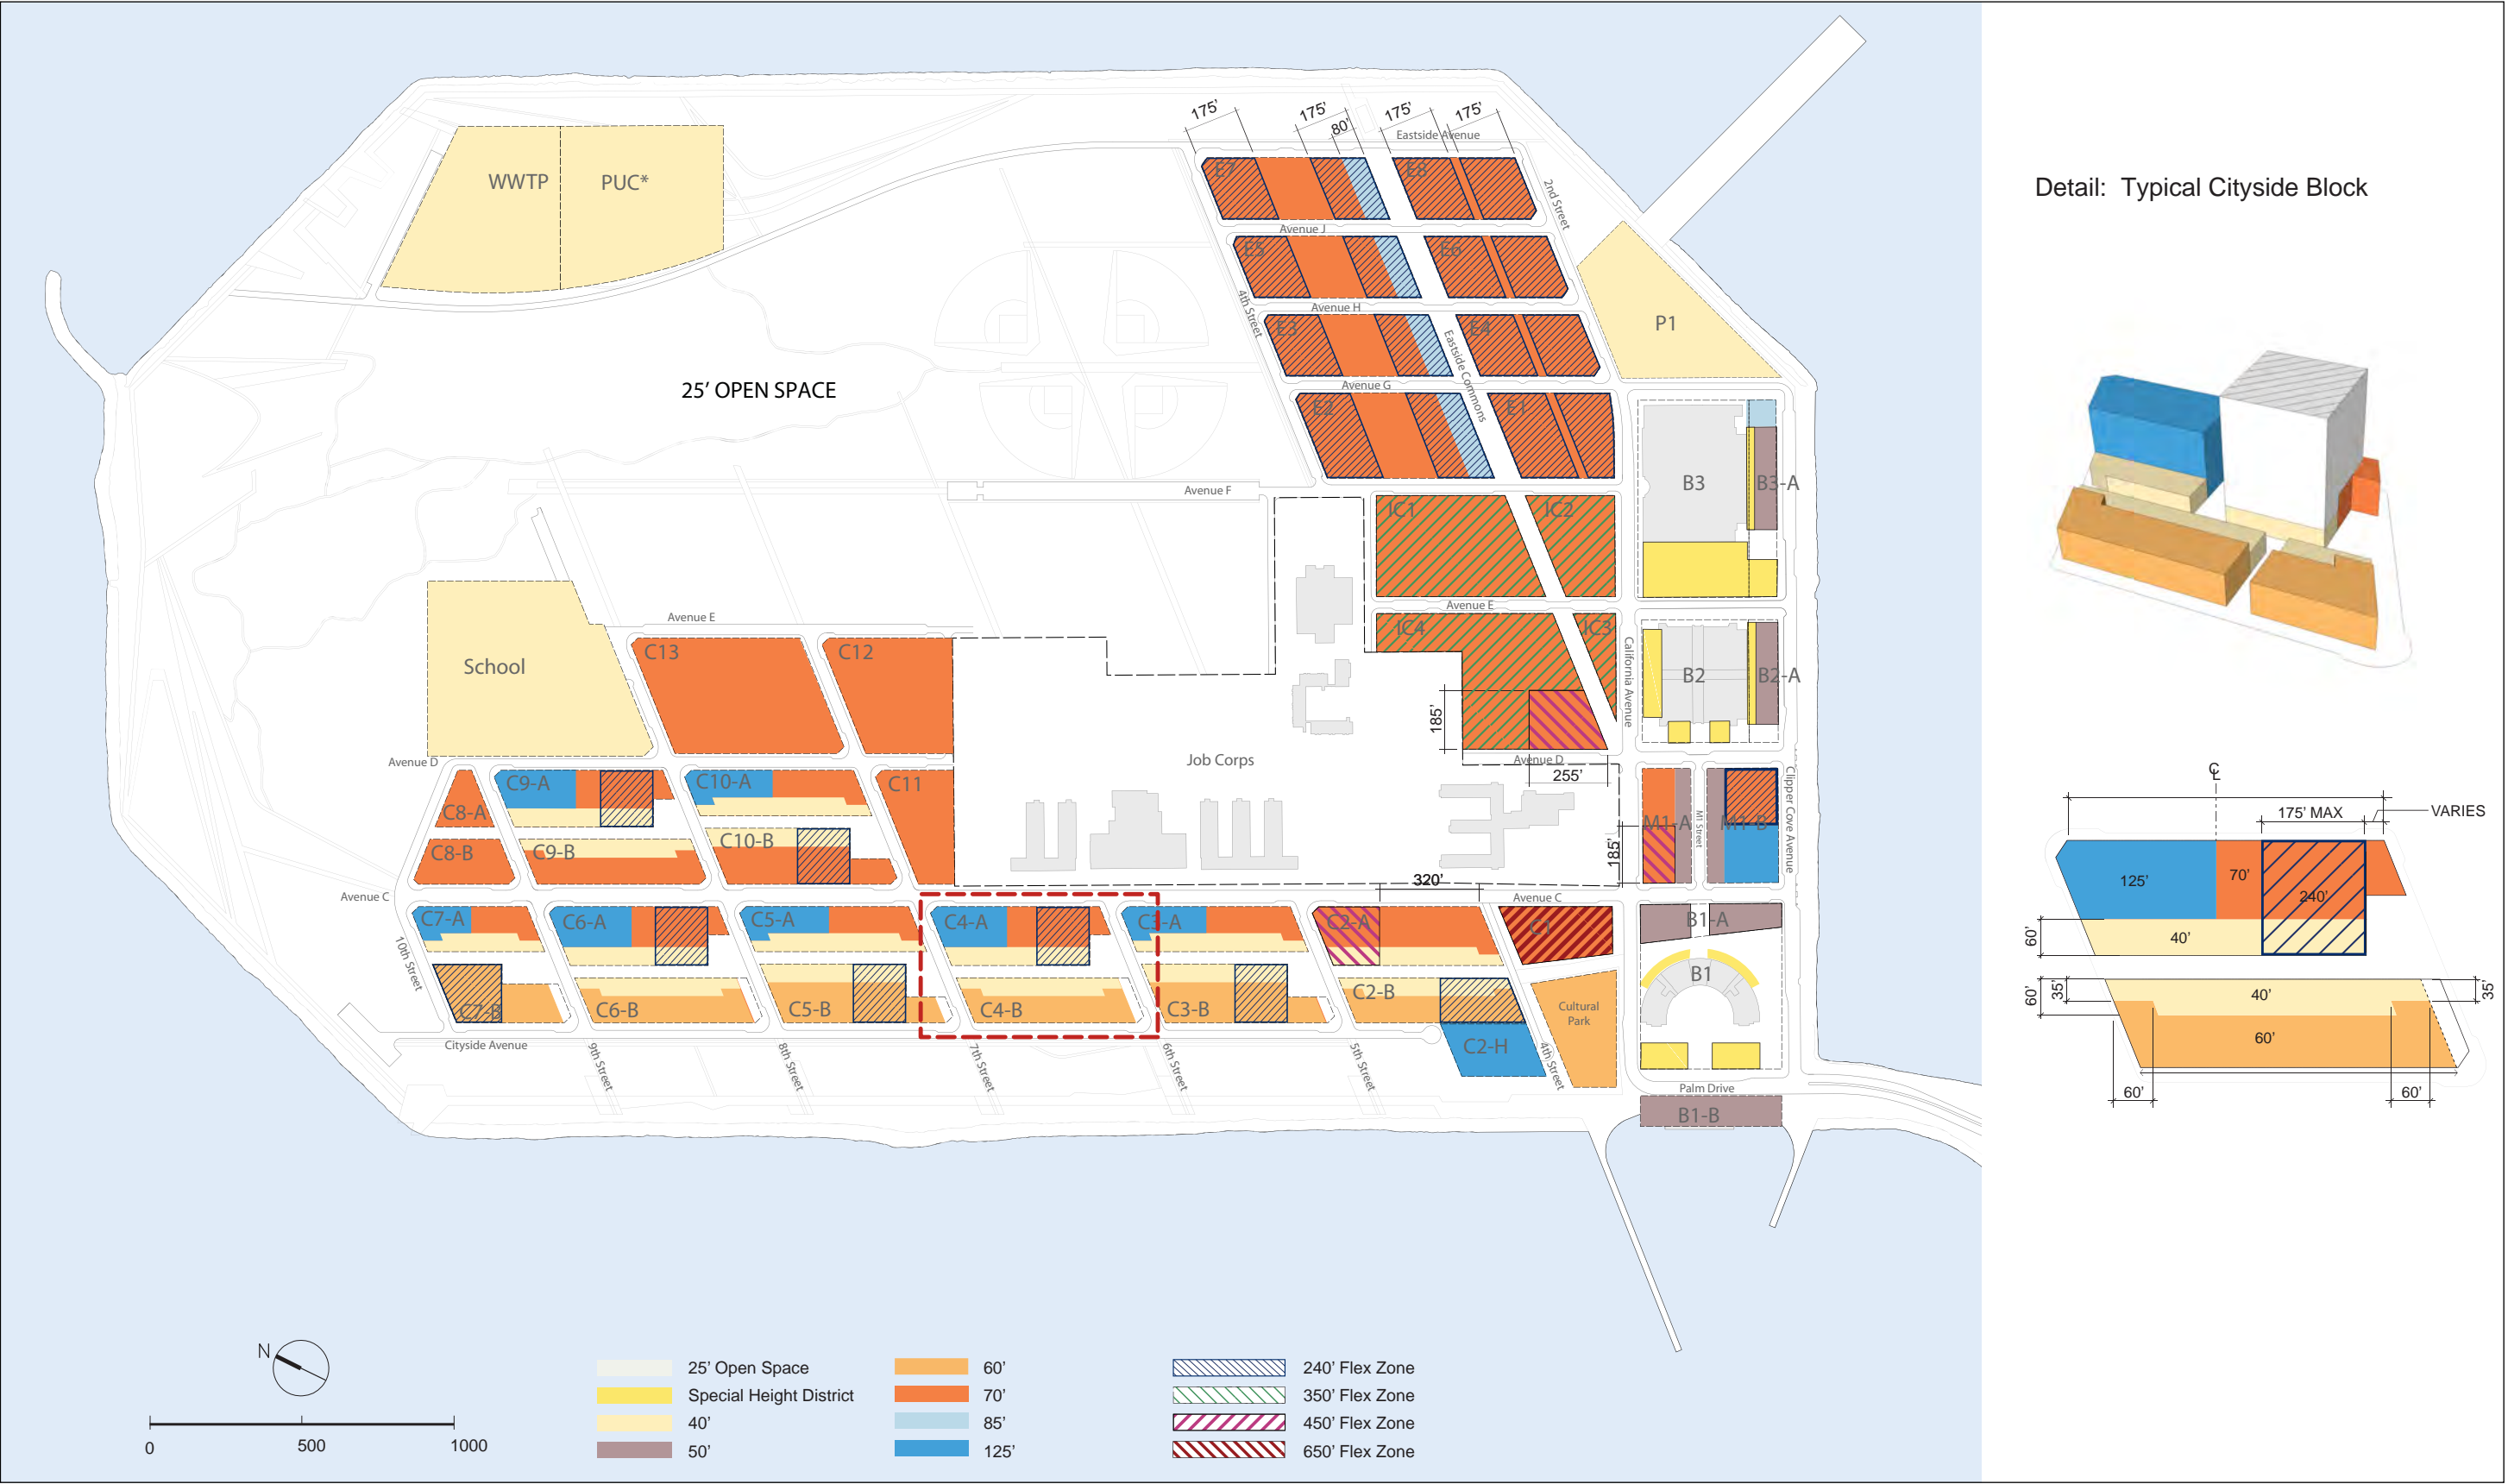 175’
175’
80’
175’
175’
Eastside Avenue
WWTP
PUC*
E7
E8
2nd Street
Detail: Typical Cityside Block
Avenue J
E5
E6
4th Street
Avenue H
E3
E4
Eastside Commons
P1
25’ OPEN SPACE
Avenue G
E2
E1
Avenue F
B3
B3-A
IC1
IC2
Avenue E
Avenue E
IC4
IC3
School
C13
C12
California Avenue
B2
B2-A
185’
Avenue D
Job Corps
Avenue D
255’
C9-A
C10-A
C11
C8-A
C8-B
C9-B
C10-B
M1-A
M1 Street
M1-B
Clipper Cove Avenue
185’
Avenue C
320’
Avenue C
C7-A
C6-A
C5-A
C4-A
C3-A
C2-A
C1
B1-A
10th Street
C7-B
C6-B
C5-B
C4-B
C3-B
C2-B
Cultural
Park
B1
C2-H
Cityside Avenue
9th Street
8th Street
7th Street
6th Street
5th Street
4th Street
Palm Drive
B1-B
CL
175’ MAX
VARIES
125’
70’
240’
60’
40’
60’
35’
40’
35’
60’
60’
60’
N
0
500
1000
25’ Open Space
Special Height District
40’
50’
60’
70’
85’
125’
240’ Flex Zone
350’ Flex Zone
450’ Flex Zone
650’ Flex Zone